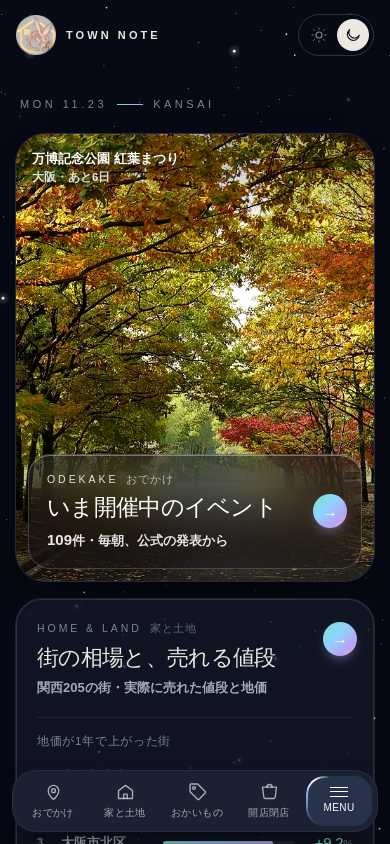 TOWN NOTE
MON 11.23 KANSAI
万博記念公園 紅葉まつり
大阪・あと6日
ODEKAKE おでかけ
いま開催中のイベント
→
109件・毎朝、公式の発表から
HOME & LAND 家と土地
街の相場と、売れる値段
→
関西205の街・実際に売れた値段と地価
地価が1年で上がった街
おでかけ
家と土地
おかいもの
開店閉店
MENU
大阪市北区